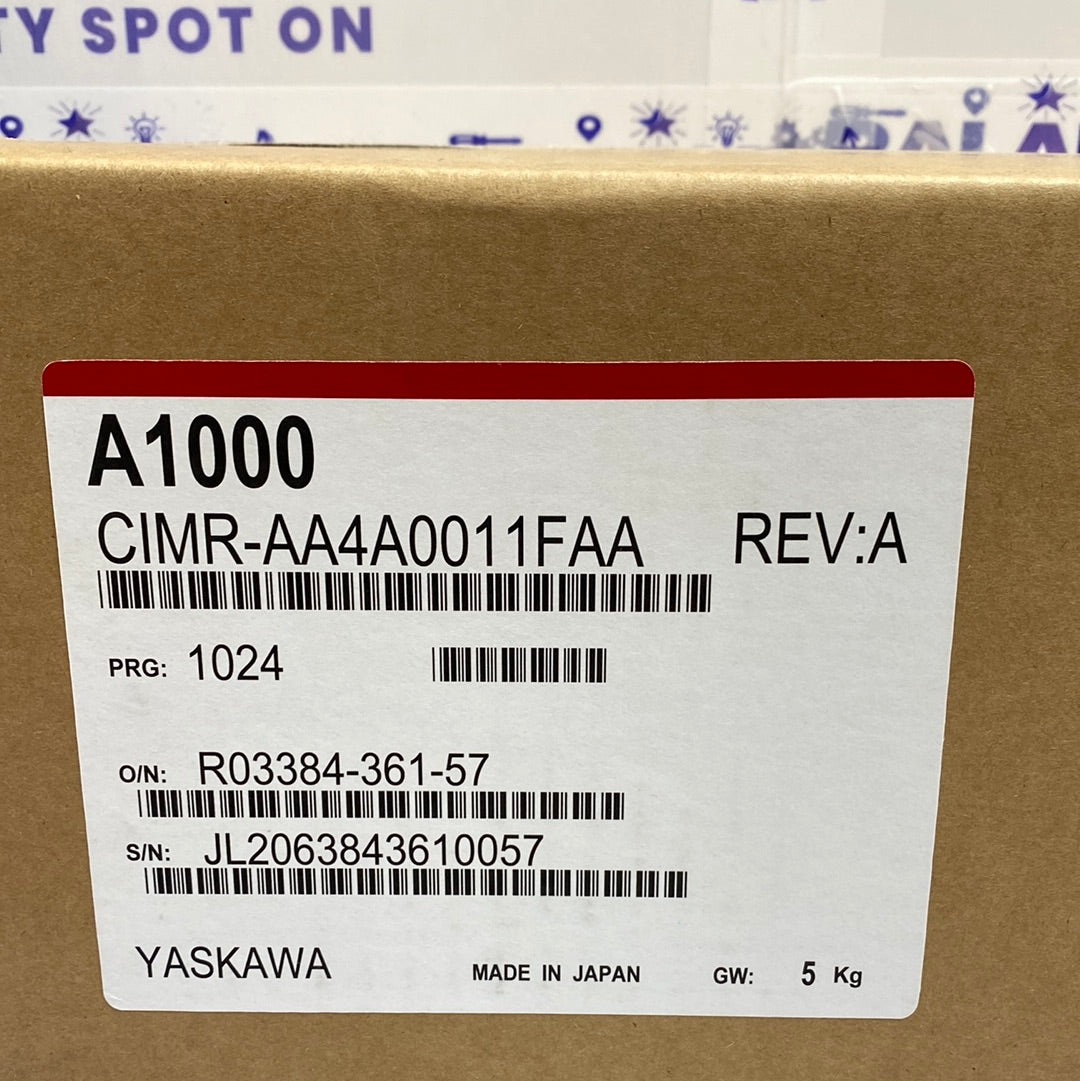 TY SPOT ON
A1000
CIMR-AA4A0011FAA REV:A
PRG: 1024
O/N: R03384-361-57
S/N: JL2063843610057
YASKAWA MADE IN JAPAN GW: 5 Kg